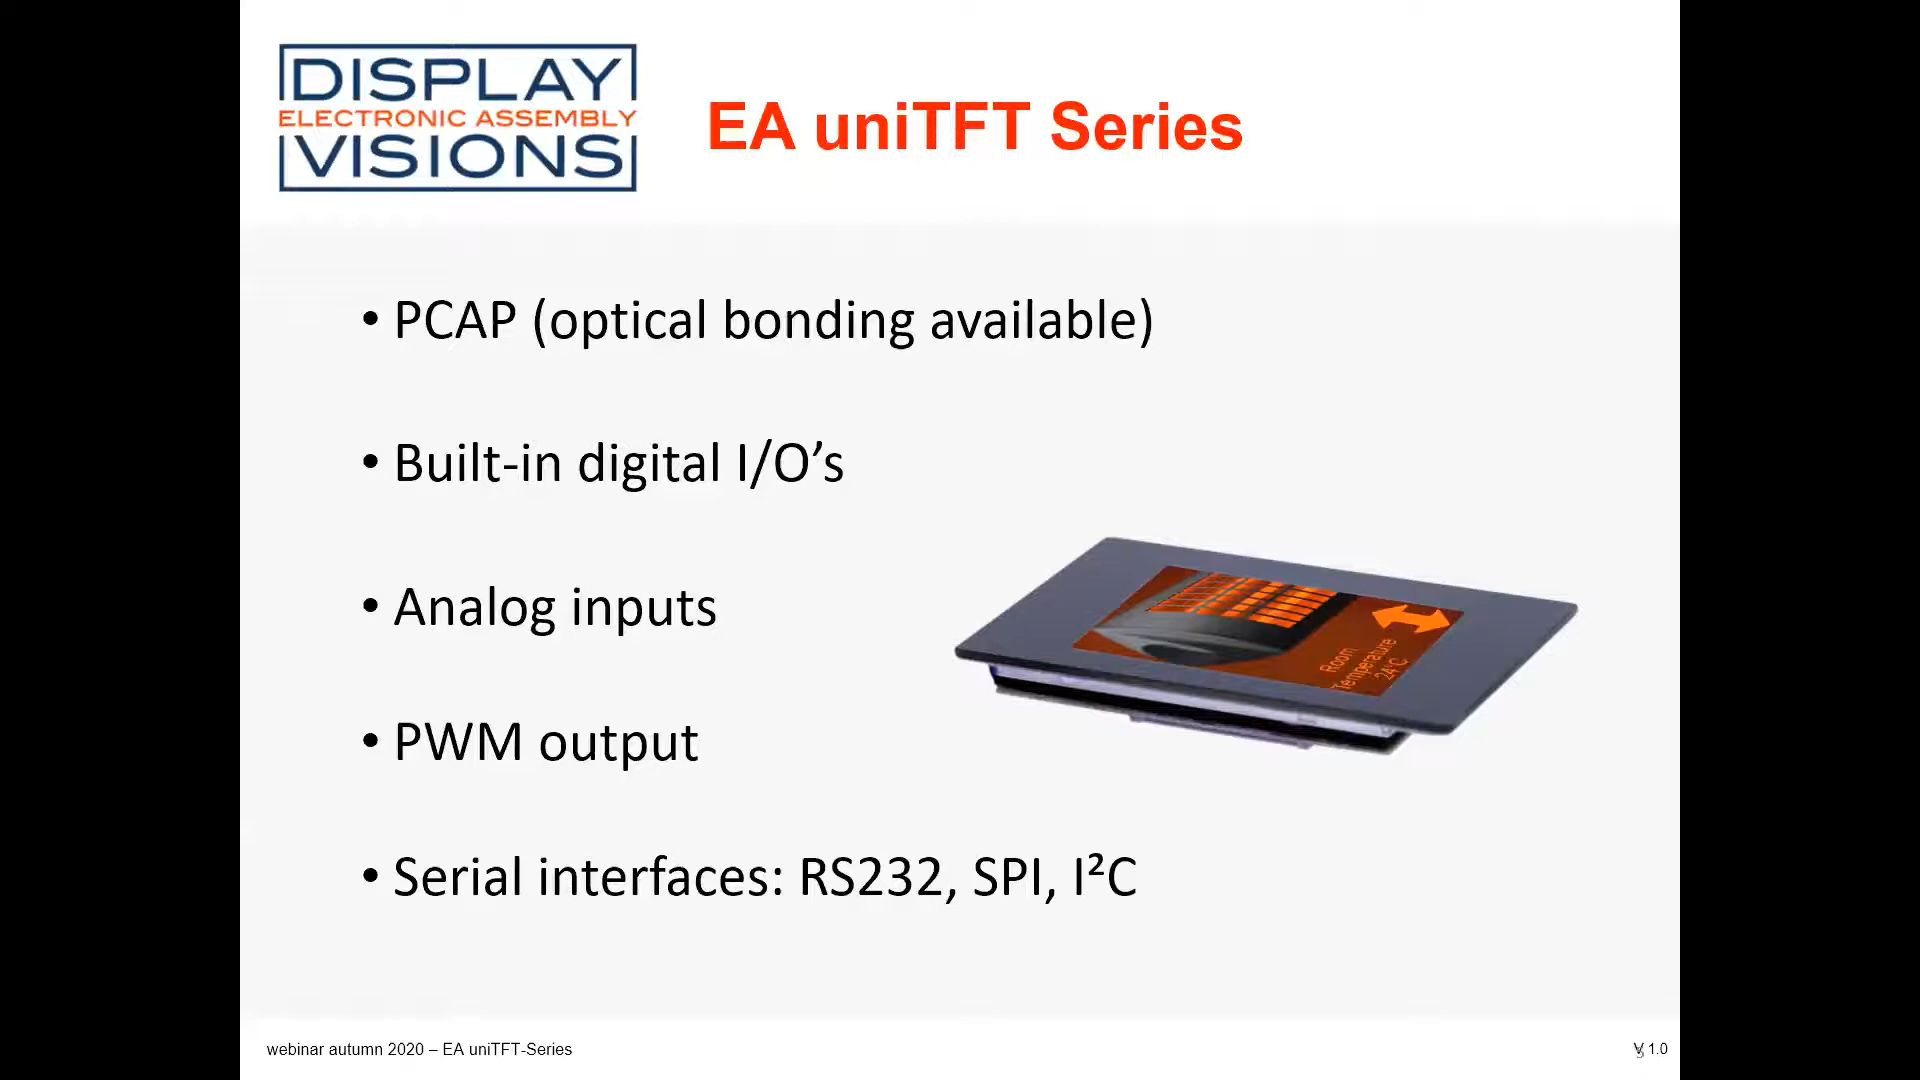 DISPLAY
ELECTRONIC ASSEMBLY
VISIONS
EA uniTFT Series
• PCAP (optical bonding available)
• Built-in digital I/O’s
• Analog inputs
• PWM output
• Serial interfaces: RS232, SPI, I²C
Room
Temperature
24°C
webinar autumn 2020 – EA uniTFT-Series
V 1.0